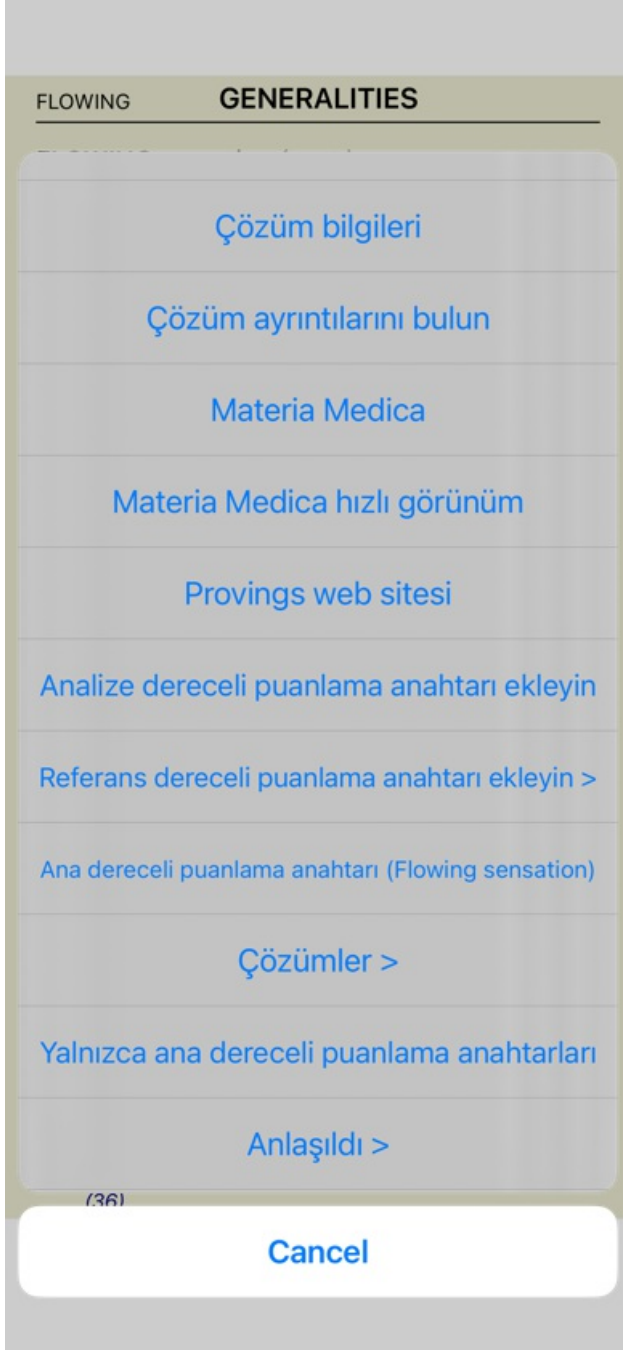 FLOWING GENERALITIES
Çözüm bilgileri
Çözüm ayrıntılarını bulun
Materia Medica
Materia Medica hızlı görünüm
Provings web sitesi
Analize dereceli puanlama anahtarı ekleyin
Referans dereceli puanlama anahtarı ekleyin >
Ana dereceli puanlama anahtarı (Flowing sensation)
Çözümler >
Yalnızca ana dereceli puanlama anahtarları
Anlaşıldı >
(36)
Cancel